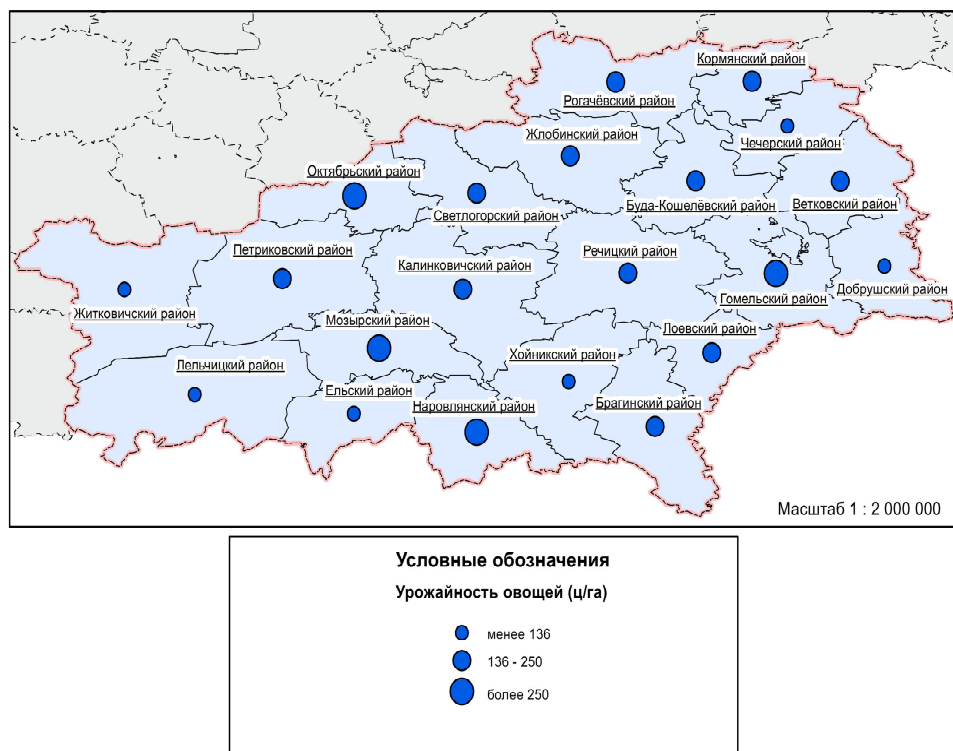 Кормянский район
Рогачёвский район
Жлобинский район
Чечерский район
Октябрьский район
Светлогорский район
Буда-Кошелёвский район
Ветковский район
Петриковский район
Калинковичский район
Речицкий район
Житковичский район
Гомельский район
Добрушский район
Мозырский район
Лоевский район
Хойникский район
Лельчицкий район
Ельский район
Наровлянский район
Брагинский район
Масштаб 1 : 2 000 000
Условные обозначения
Урожайность овощей (ц/га)
менее 136
136 - 250
более 250